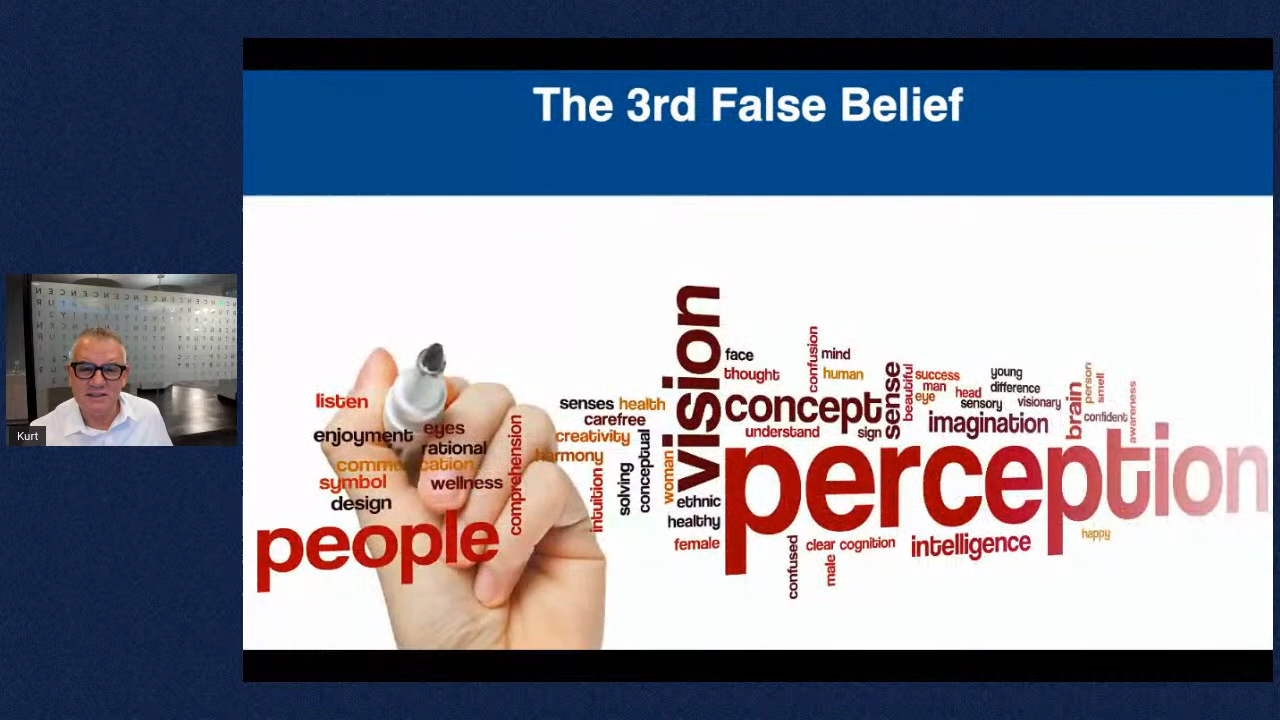 The 3rd False Belief
listen
enjoyment
eyes
rational
symbol
wellness
design
people
comprehension
senses health
carefree
creativity
harmony
intuition
solving
conceptual
woman
vision
face
thought
confusion
mind
human
concept
understand
sign
sense
beautiful
success
man
eye
head
sensory
young
difference
visionary
imagination
brain
person
smell
confident
awareness
perception
ethnic
healthy
female
confused
clear cognition
male
intelligence
happy
Kurt